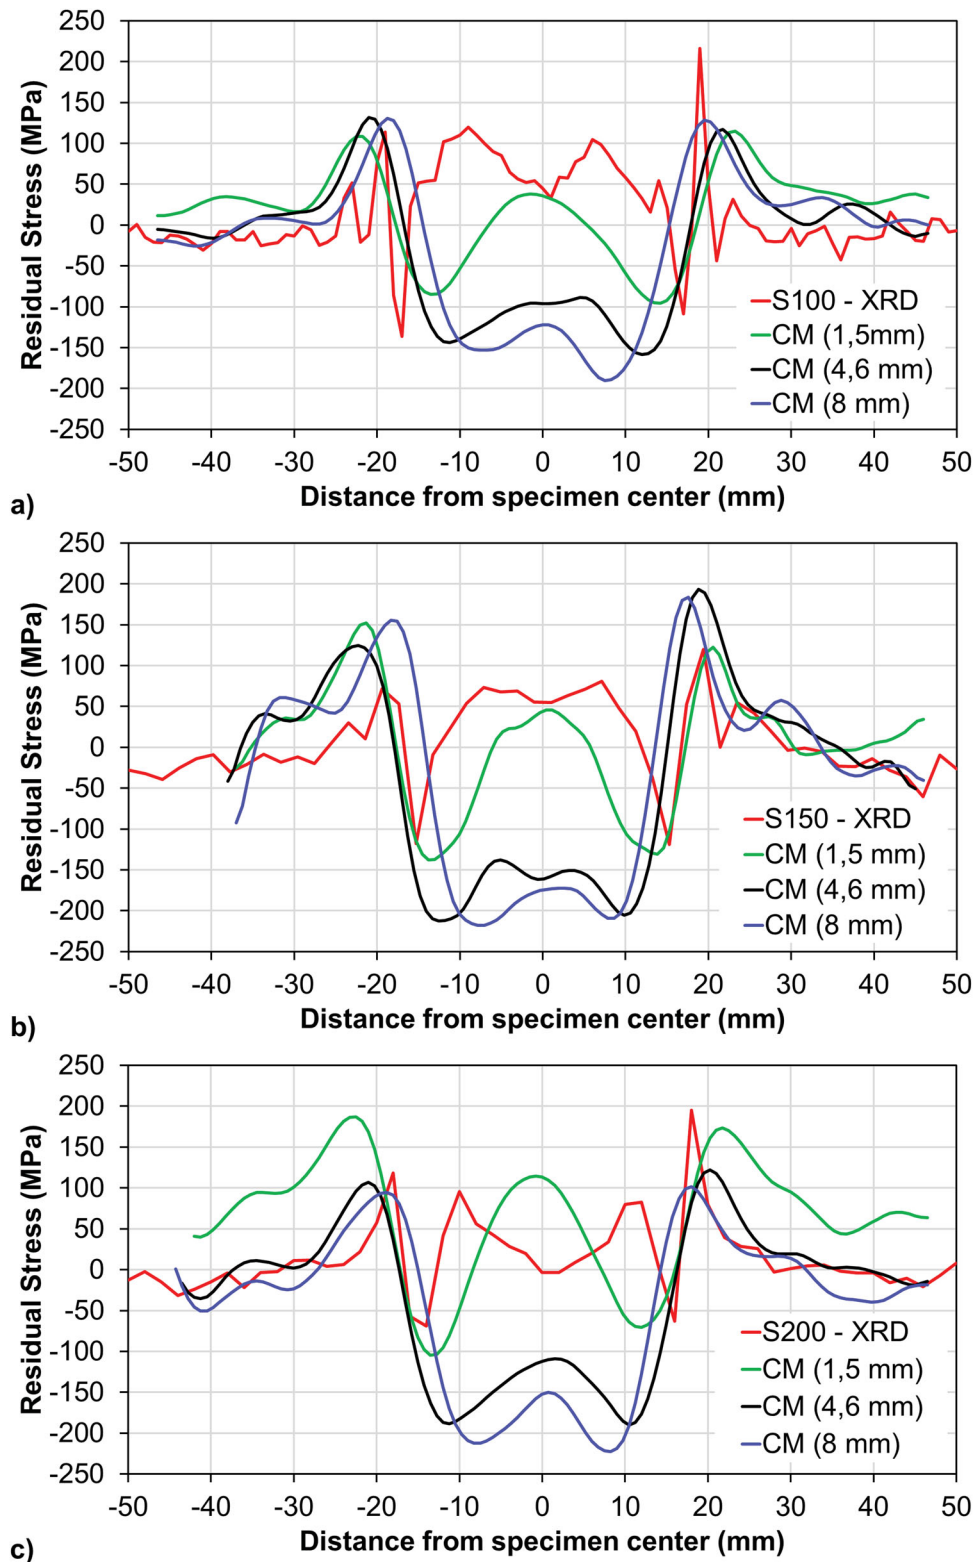 250
200
150
100
50
0
-50
-100
-150
-200
-250
Residual Stress (MPa)
S100 - XRD
CM (1,5mm)
CM (4,6 mm)
CM (8 mm)
-50 -40 -30 -20 -10 0 10 20 30 40 50
Distance from specimen center (mm)
a)
250
200
150
100
50
0
-50
-100
-150
-200
-250
Residual Stress (MPa)
S150 - XRD
CM (1,5 mm)
CM (4,6 mm)
CM (8 mm)
-50 -40 -30 -20 -10 0 10 20 30 40 50
Distance from specimen center (mm)
b)
250
200
150
100
50
0
-50
-100
-150
-200
-250
Residual Stress (MPa)
S200 - XRD
CM (1,5 mm)
CM (4,6 mm)
CM (8 mm)
-50 -40 -30 -20 -10 0 10 20 30 40 50
Distance from specimen center (mm)
c)